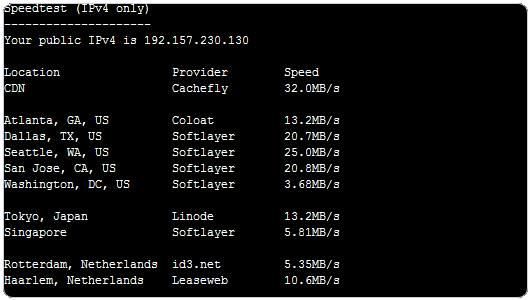 Speedtest (IPv4 only)
---------------------
Your public IPv4 is 192.157.230.130
Location Provider Speed
CDN Cachefly 32.0MB/s
Atlanta, GA, US Coloat 13.2MB/s
Dallas, TX, US Softlayer 20.7MB/s
Seattle, WA, US Softlayer 25.0MB/s
San Jose, CA, US Softlayer 20.8MB/s
Washington, DC, US Softlayer 3.68MB/s
Tokyo, Japan Linode 13.2MB/s
Singapore Softlayer 5.81MB/s
Rotterdam, Netherlands id3.net 5.35MB/s
Haarlem, Netherlands Leaseweb 10.6MB/s